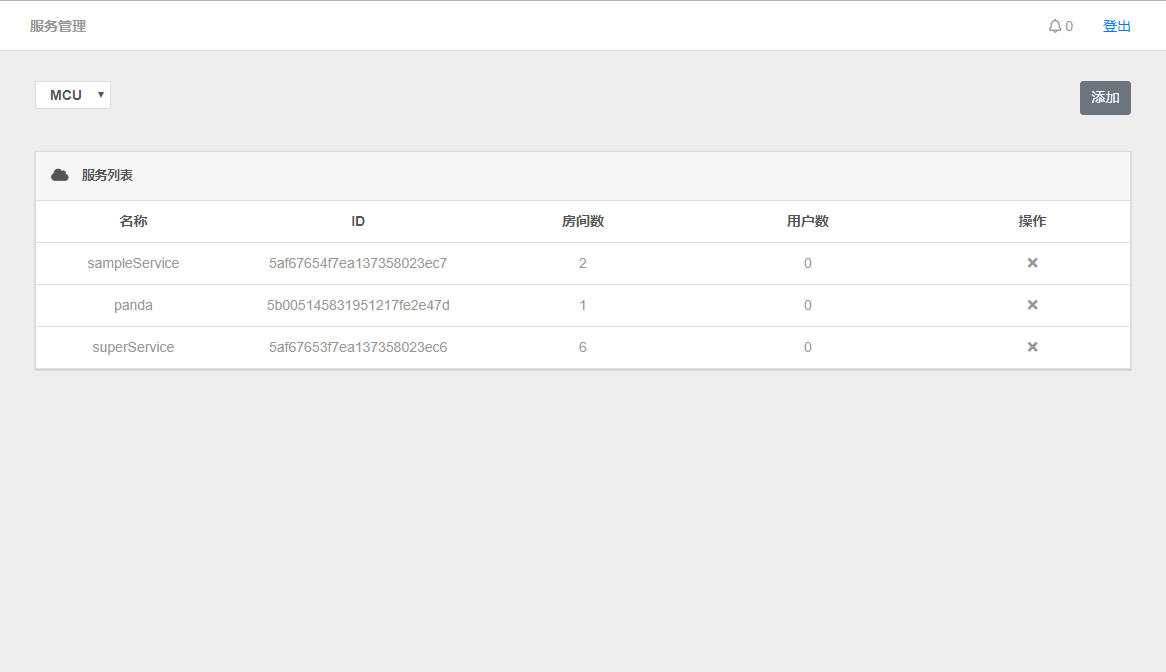 服务管理 0 登出
MCU 添加
服务列表
名称 ID 房间数 用户数 操作
sampleService 5af67654f7ea137358023ec7 2 0
panda 5b005145831951217fe2e47d 1 0
superService 5af67653f7ea137358023ec6 6 0